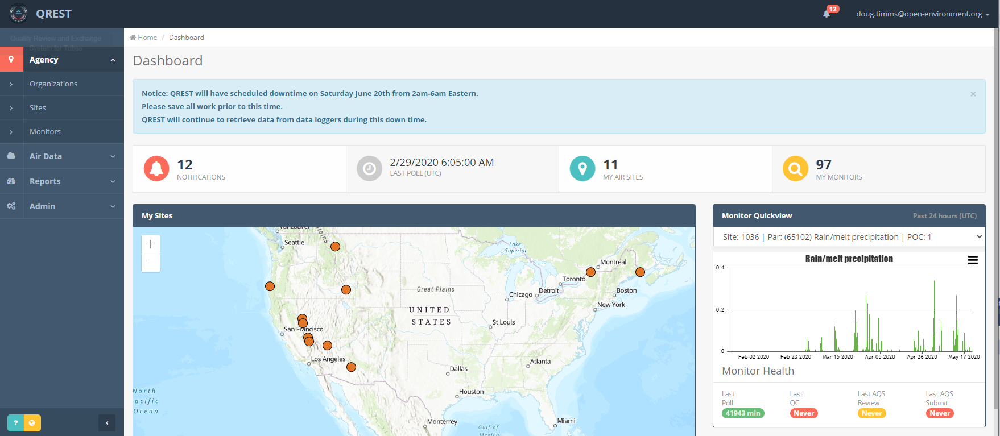 QREST
12
doug.timms@open-environment.org
Quality Review and Exchange
System for Tribes
Home / Dashboard
Agency
Organizations
Sites
Monitors
Air Data
Reports
Admin
Dashboard
Notice: QREST will have scheduled downtime on Saturday June 20th from 2am-6am Eastern.
Please save all work prior to this time.
QREST will continue to retrieve data from data loggers during this down time.
×
12
NOTIFICATIONS
2/29/2020 6:05:00 AM
LAST POLL (UTC)
11
MY AIR SITES
97
MY MONITORS
My Sites
+
−
Vancouver
Seattle
Lake
Superior
Montreal
Toronto
Great Plains
Chicago
Detroit
Boston
New York
UNITED
STATES
St Louis
San Francisco
Los Angeles
Atlanta
Dallas
Houston
North
acific
Ocean
Monterrey
Miami
Gulf of
Mexico
Monitor Quickview
Past 24 hours (UTC)
Site: 1036 | Par: (65102) Rain/melt precipitation | POC: 1
Rain/melt precipitation
0.4
0.2
0
Feb 02 2020 Feb 23 2020 Mar 15 2020 Apr 05 2020 Apr 26 2020 May 17 2020
Monitor Health
Last
Poll
41943 min
Last
QC
Never
Last AQS
Review
Never
Last AQS
Submit
Never
?